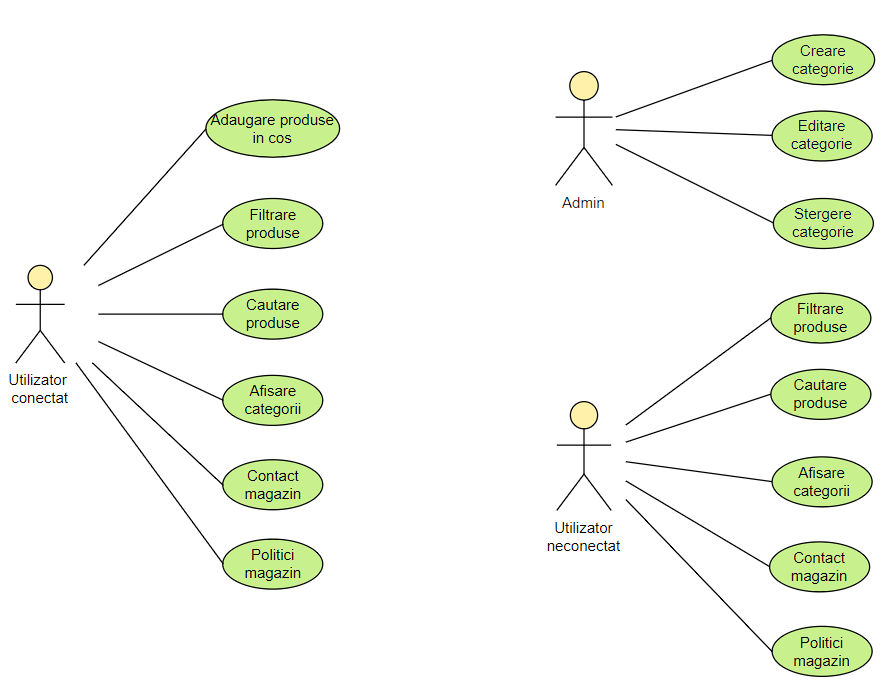 Adaugare produse
in cos
Filtrare
produse
Cautare
produse
Afisare
categorii
Contact
magazin
Politici
magazin
Utilizator
conectat
Creare
categorie
Editare
categorie
Stergere
categorie
Admin
Filtrare
produse
Cautare
produse
Afisare
categorii
Contact
magazin
Politici
magazin
Utilizator
neconectat